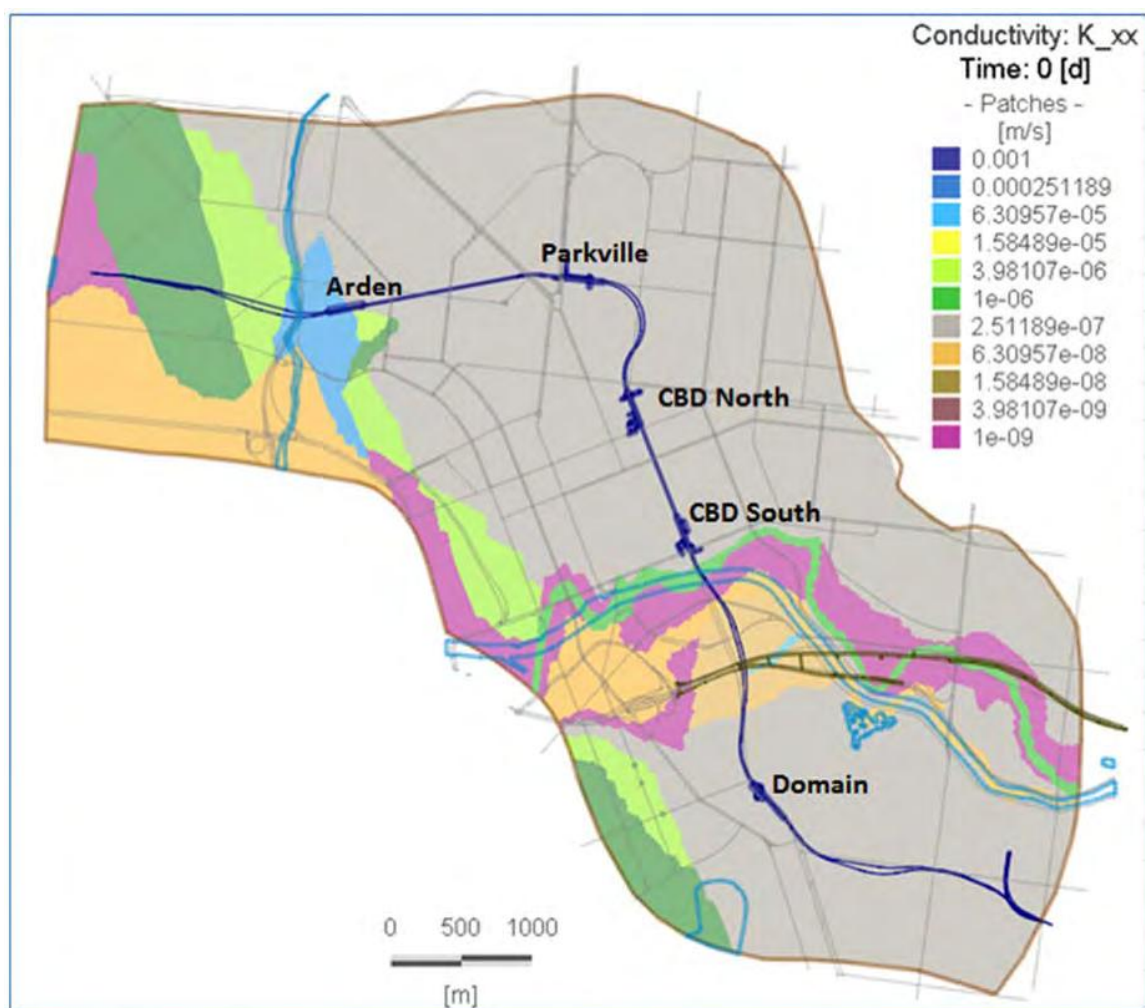 Conductivity: K_xx
Time: 0 [d]
- Patches -
[m/s]
0.001
0.000251189
6.30957e-05
1.58489e-05
3.98107e-06
1e-06
2.51189e-07
6.30957e-08
1.58489e-08
3.98107e-09
1e-09
Parkville
Arden
CBD North
CBD South
Domain
0 500 1000
[m]